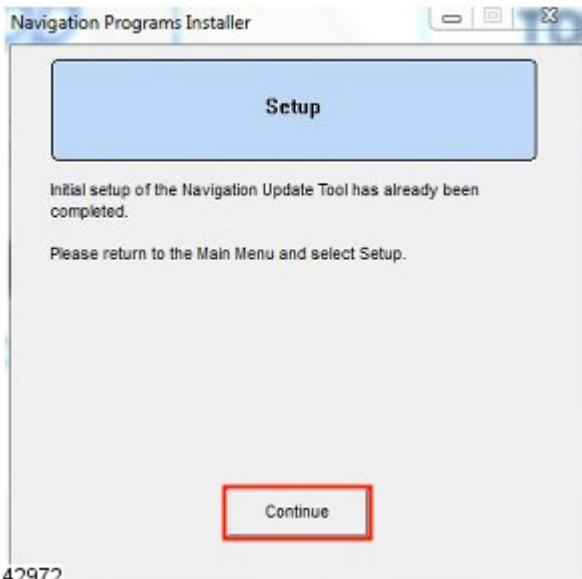 Navigation Programs Installer
Setup
Initial setup of the Navigation Update Tool has already been
completed.
Please return to the Main Menu and select Setup.
Continue
42972